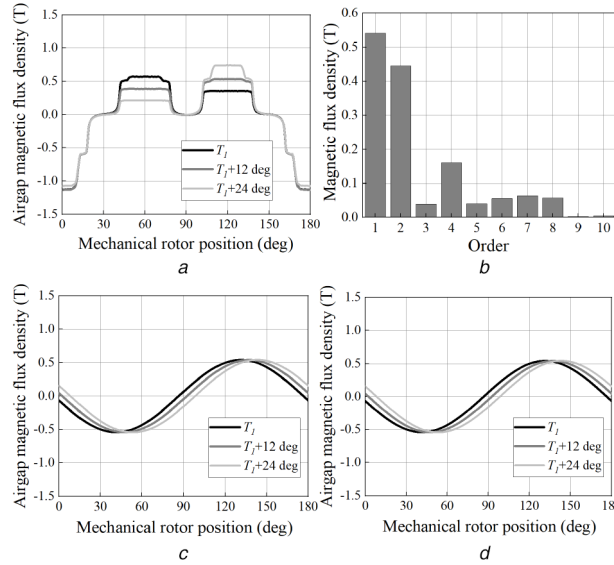 Airgap magnetic flux density (T)
1.5
1.0
0.5
0.0
-0.5
-1.0
-1.5
0 30 60 90 120 150 180
T1
T1+12 deg
T1+24 deg
Mechanical rotor position (deg)
a
Magnetic flux density (T)
0.6
0.5
0.4
0.3
0.2
0.1
0.0
1 2 3 4 5 6 7 8 9 10
Order
b
Airgap magnetic flux density (T)
1.5
1.0
0.5
0.0
-0.5
-1.0
-1.5
0 30 60 90 120 150 180
T1
T1+12 deg
T1+24 deg
Mechanical rotor position (deg)
c
Airgap magnetic flux density (T)
1.5
1.0
0.5
0.0
-0.5
-1.0
-1.5
0 30 60 90 120 150 180
T1
T1+12 deg
T1+24 deg
Mechanical rotor position (deg)
d